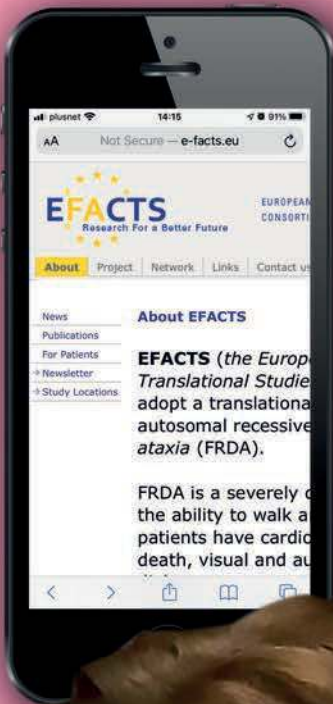 plusnet 14:15 91%
AA Not Secure — e-facts.eu
EFACTS
Research For a Better Future
EUROPEAN
CONSORTI
About Project Network Links Contact us
News
Publications
For Patients
Newsletter
Study Locations
About EFACTS
EFACTS (the Europe
Translational Studie
adopt a translationa
autosomal recessive
ataxia (FRDA).
FRDA is a severely d
the ability to walk a
patients have cardio
death, visual and au